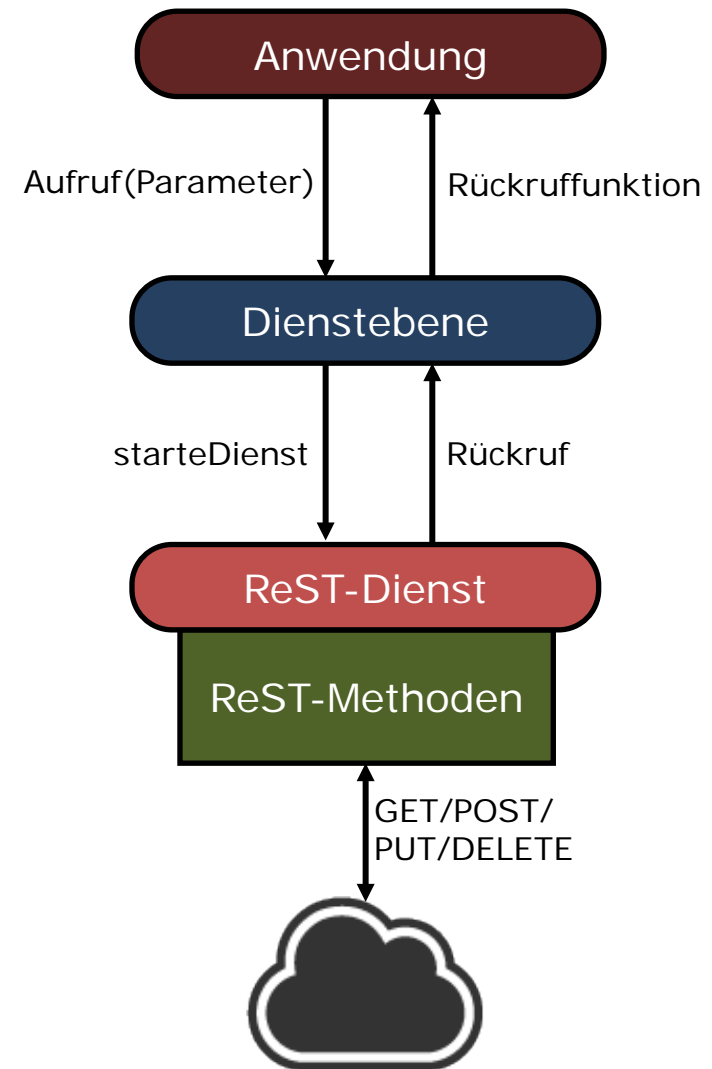 Anwendung
Aufruf(Parameter)
Rückruffunktion
Dienstebene
starteDienst
Rückruf
ReST-Dienst
ReST-Methoden
GET/POST/
PUT/DELETE